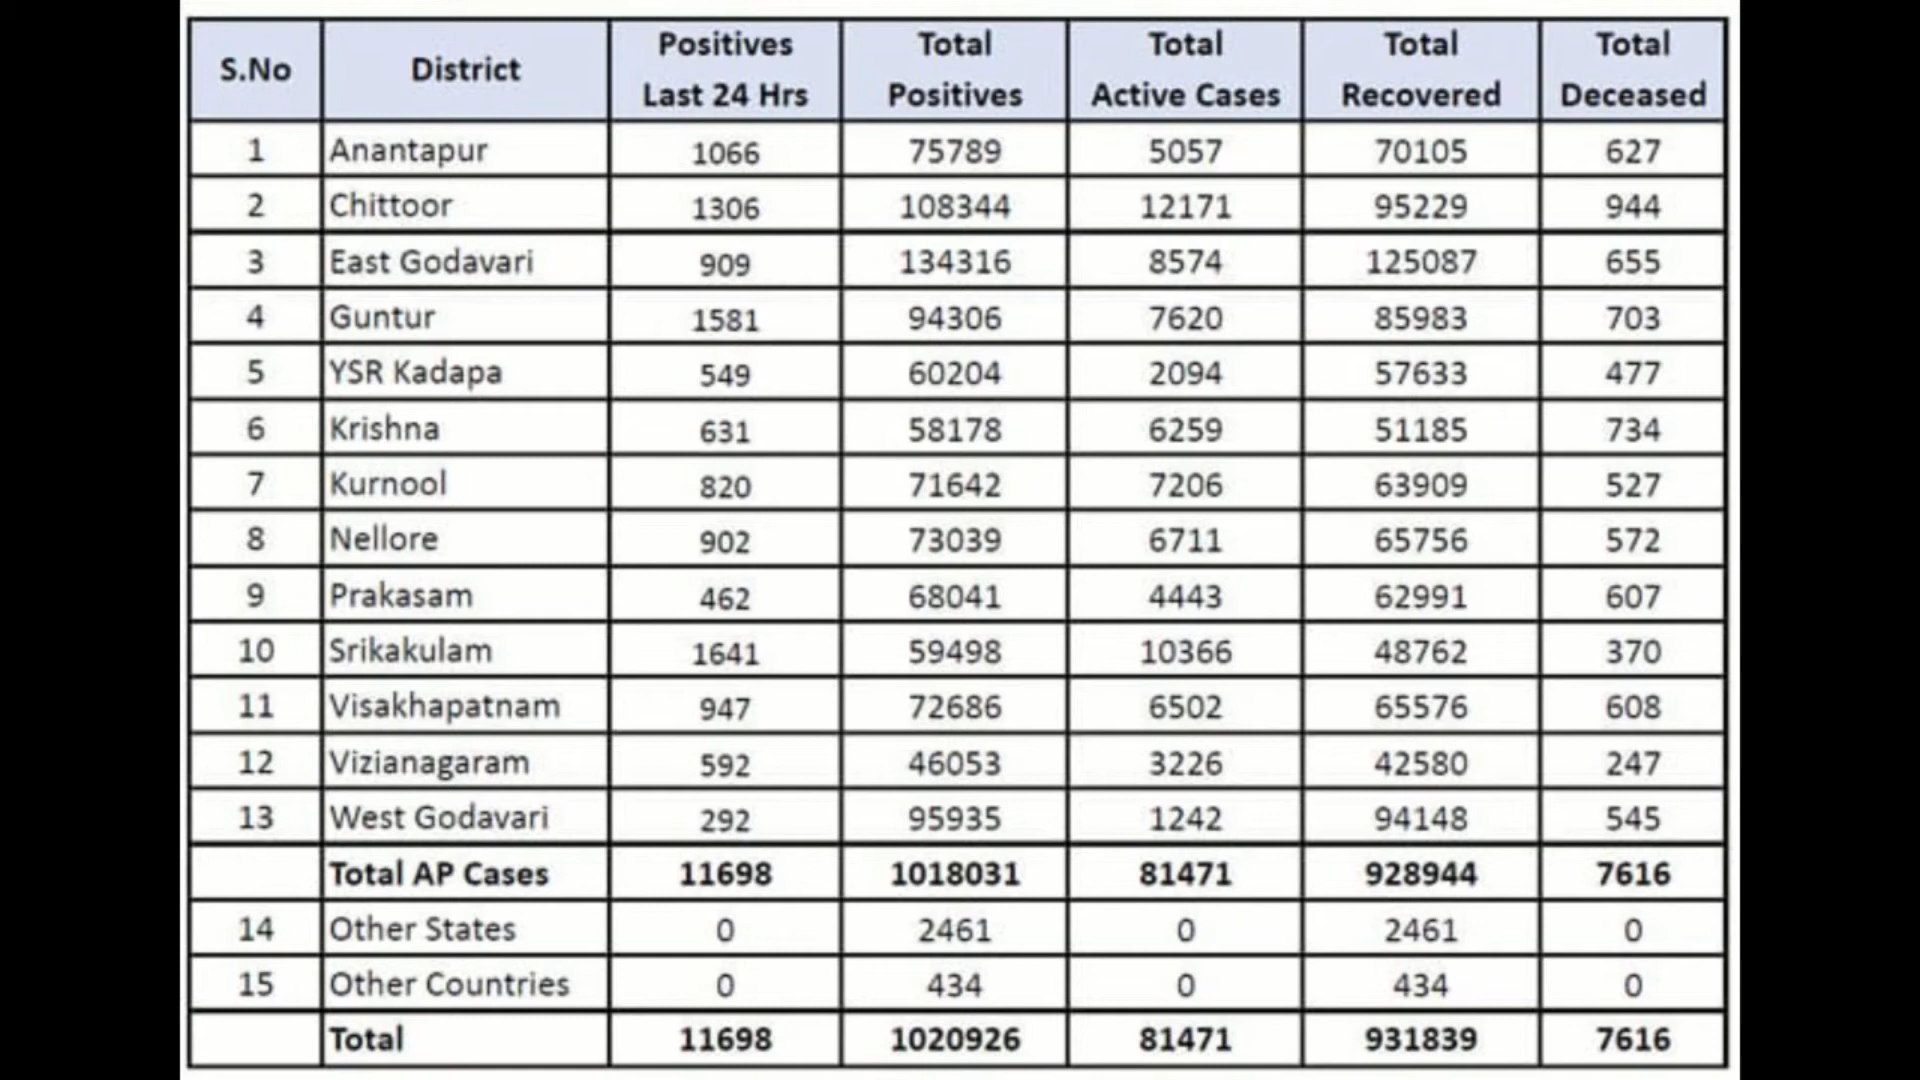 S.No District Positives Last 24 Hrs Total Positives Total Active Cases Total Recovered Total Deceased
1 Anantapur 1066 75789 5057 70105 627
2 Chittoor 1306 108344 12171 95229 944
3 East Godavari 909 134316 8574 125087 655
4 Guntur 1581 94306 7620 85983 703
5 YSR Kadapa 549 60204 2094 57633 477
6 Krishna 631 58178 6259 51185 734
7 Kurnool 820 71642 7206 63909 527
8 Nellore 902 73039 6711 65756 572
9 Prakasam 462 68041 4443 62991 607
10 Srikakulam 1641 59498 10366 48762 370
11 Visakhapatnam 947 72686 6502 65576 608
12 Vizianagaram 592 46053 3226 42580 247
13 West Godavari 292 95935 1242 94148 545
Total AP Cases 11698 1018031 81471 928944 7616
14 Other States 0 2461 0 2461 0
15 Other Countries 0 434 0 434 0
Total 11698 1020926 81471 931839 7616